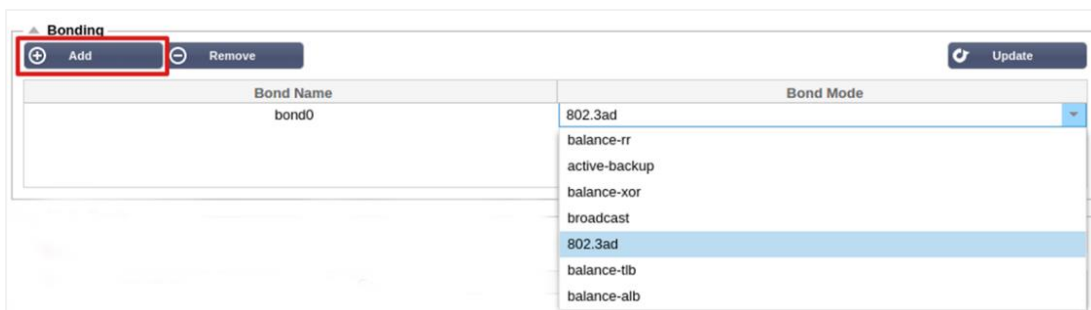 Bonding
Add Remove Update
Bond Name Bond Mode
bond0 802.3ad
balance-rr
active-backup
balance-xor
broadcast
802.3ad
balance-tlb
balance-alb